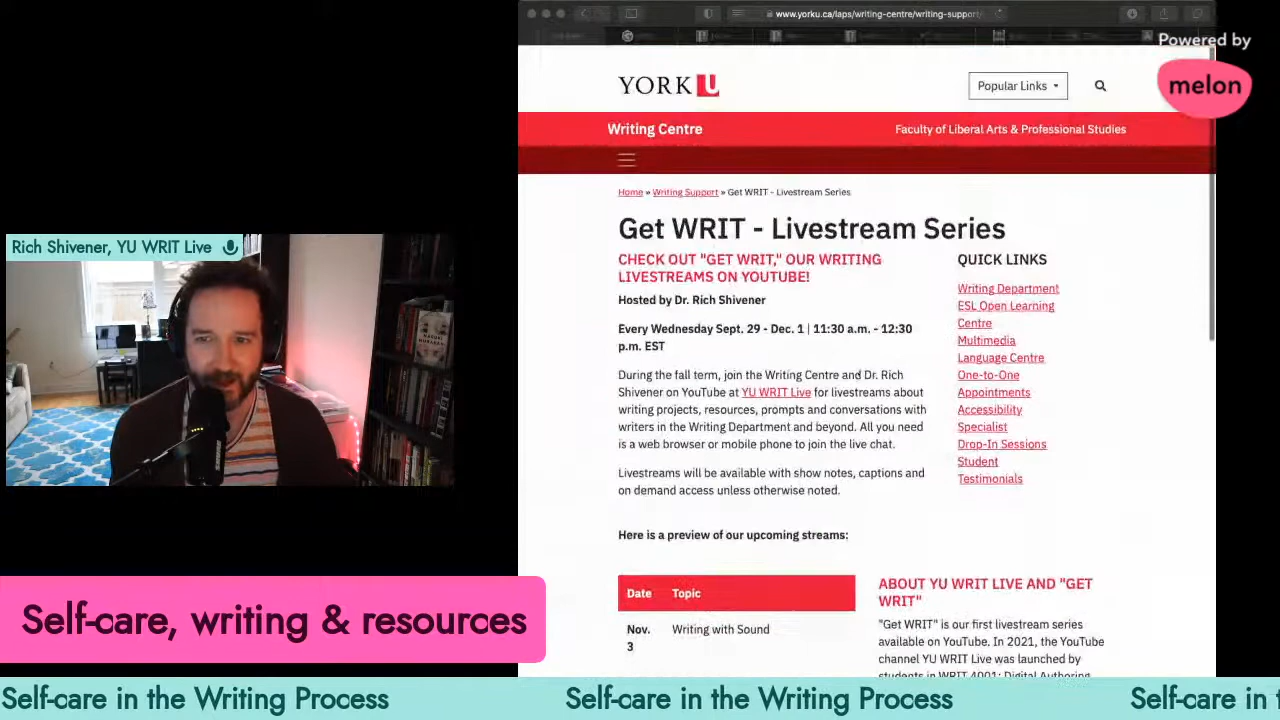 www.yorku.ca/laps/writing-centre/writing-support/
Powered by
melon
YORK U
Popular Links
Writing Centre
Faculty of Liberal Arts & Professional Studies
Home » Writing Support » Get WRIT - Livestream Series
Get WRIT - Livestream Series
CHECK OUT "GET WRIT," OUR WRITING
LIVESTREAMS ON YOUTUBE!
Hosted by Dr. Rich Shivener
Every Wednesday Sept. 29 - Dec. 1 | 11:30 a.m. - 12:30
p.m. EST
During the fall term, join the Writing Centre and Dr. Rich
Shivener on YouTube at YU WRIT Live for livestreams about
writing projects, resources, prompts and conversations with
writers in the Writing Department and beyond. All you need
is a web browser or mobile phone to join the live chat.
Livestreams will be available with show notes, captions and
on demand access unless otherwise noted.
Here is a preview of our upcoming streams:
QUICK LINKS
Writing Department
ESL Open Learning
Centre
Multimedia
Language Centre
One-to-One
Appointments
Accessibility
Specialist
Drop-In Sessions
Student
Testimonials
Date Topic
Nov.
3
Writing with Sound
ABOUT YU WRIT LIVE AND "GET
WRIT"
"Get WRIT" is our first livestream series
available on YouTube. In 2021, the YouTube
channel YU WRIT Live was launched by
students in WRIT 4001: Digital Authoring
Rich Shivener, YU WRIT Live
Self-care, writing & resources
Self-care in the Writing Process
Self-care in the Writing Process
Self-care in t